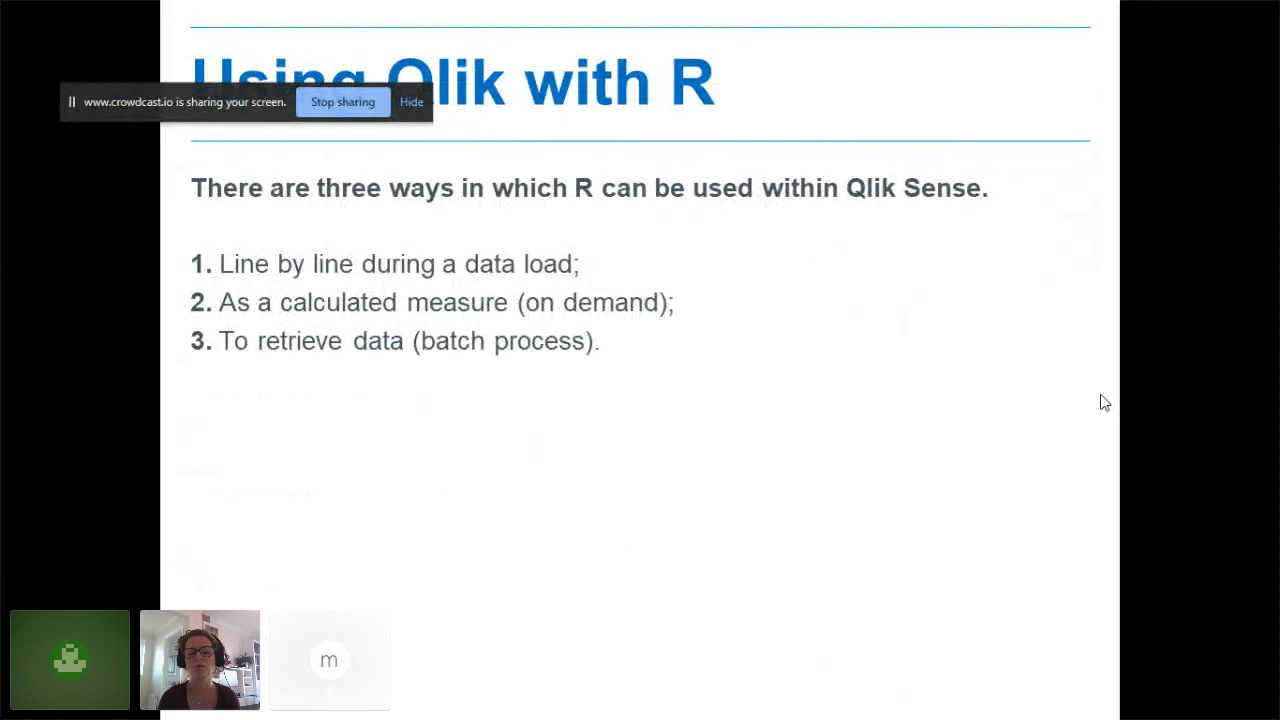 Using Qlik with R
www.crowdcast.io is sharing your screen. Stop sharing Hide
There are three ways in which R can be used within Qlik Sense.
1. Line by line during a data load;
2. As a calculated measure (on demand);
3. To retrieve data (batch process).
m